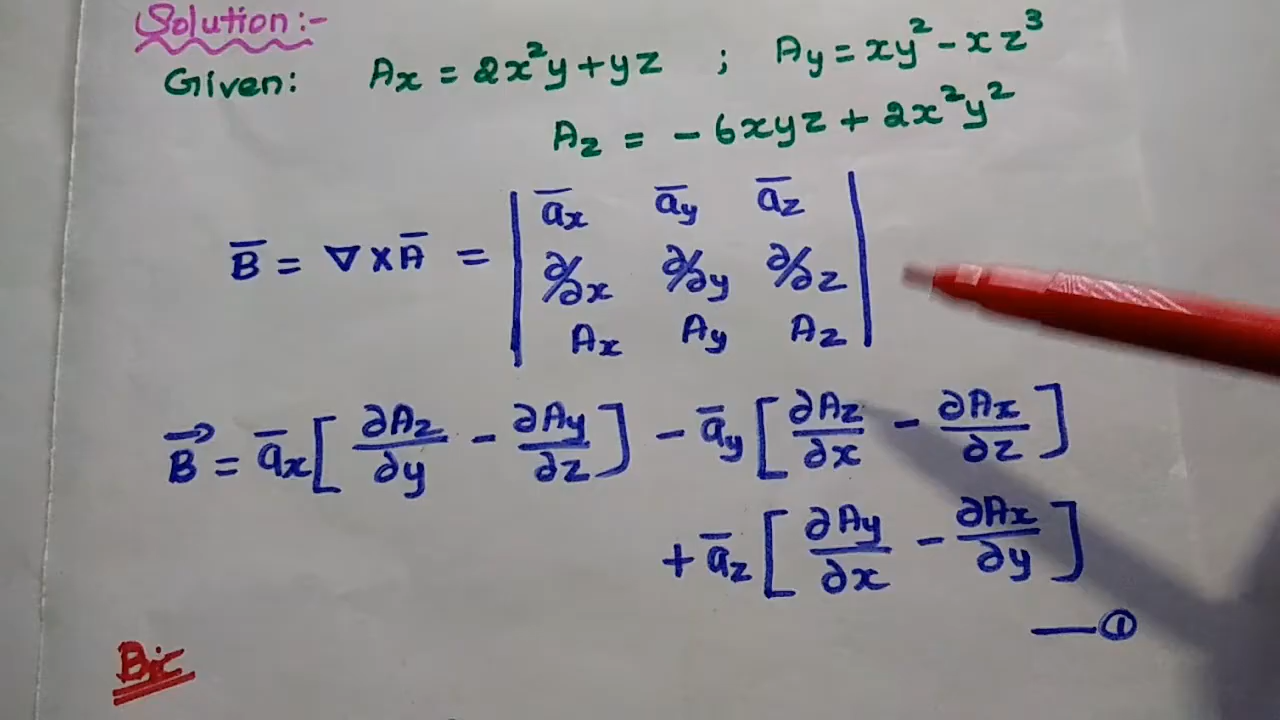 Solution:-
Given: Ax = 2x²y + yz ; Ay = xy² - xz³
Az = - 6xyz + 2x²y²
B̄ = ∇ × Ā = | āx āy āz |
| ∂/∂x ∂/∂y ∂/∂z |
| Ax Ay Az |
B⃗ = āx [ ∂Az/∂y - ∂Ay/∂z ] - āy [ ∂Az/∂x - ∂Ax/∂z ]
+ āz [ ∂Ay/∂x - ∂Ax/∂y ]
— ①